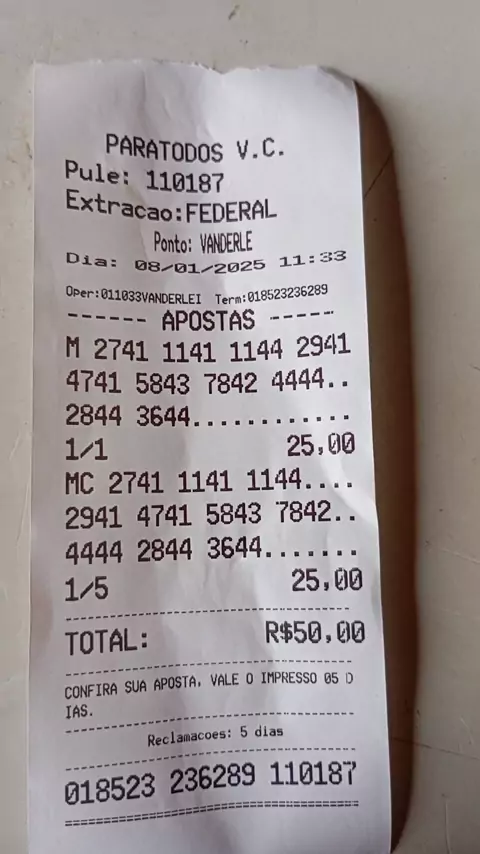 PARATODOS V.C.
Pule: 110187
Extracao:FEDERAL
Ponto: VANDERLE
Dia: 08/01/2025 11:33
Oper:011033VANDERLEI Term:018523236289
------ APOSTAS -----
M 2741 1141 1144 2941
4741 5843 7842 4444..
2844 3644............
1/1 25,00
MC 2741 1141 1144....
2941 4741 5843 7842..
4444 2844 3644.......
1/5 25,00
TOTAL: R$50,00
CONFIRA SUA APOSTA, VALE O IMPRESSO 05 D
IAS.
Reclamacoes: 5 dias
018523 236289 110187